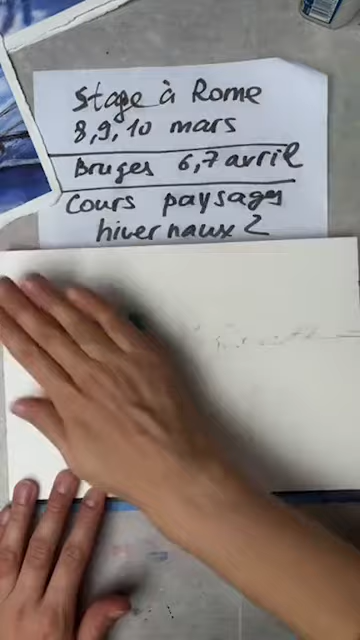 Stage à Rome
8,9,10 mars
Bruges 6,7 avril
Cours paysages
hivernaux 2